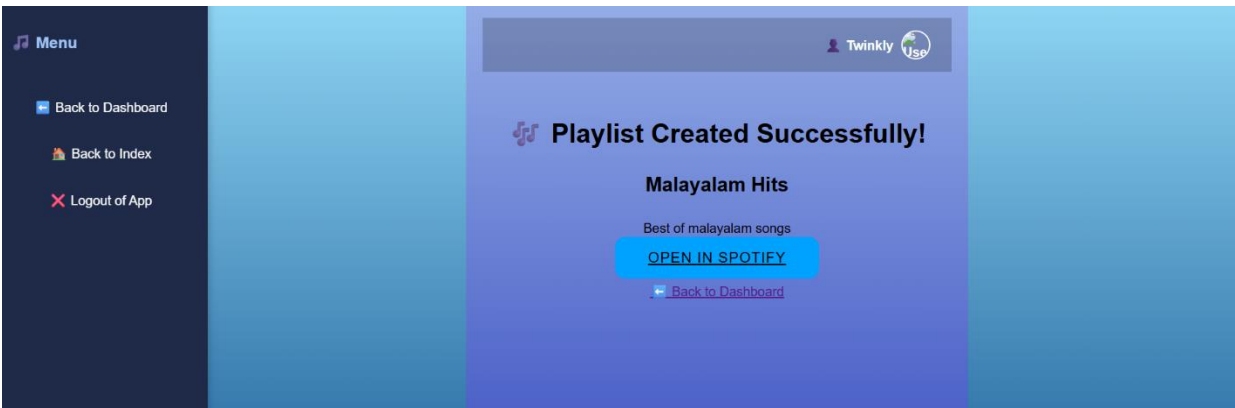 🎵 Menu
⬅️ Back to Dashboard
🏠 Back to Index
❌ Logout of App
👤 Twinkly Use
🎶 Playlist Created Successfully!
Malayalam Hits
Best of malayalam songs
OPEN IN SPOTIFY
⬅️ Back to Dashboard